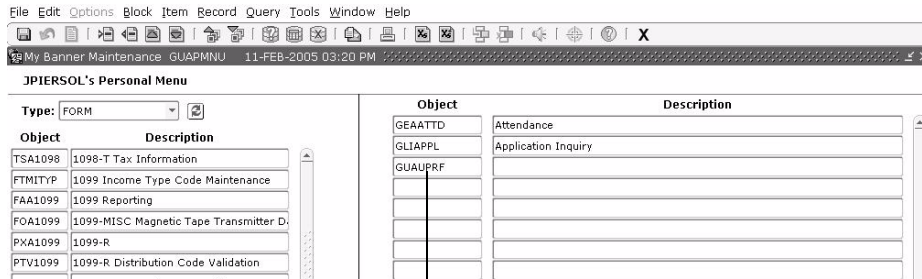 File Edit Options Block Item Record Query Tools Window Help
My Banner Maintenance GUAPMNU 11-FEB-2005 03:20 PM
JPIERSOL's Personal Menu
Type: FORM
Object Description
TSA1098 1098-T Tax Information
FTMITYP 1099 Income Type Code Maintenance
FAA1099 1099 Reporting
FOA1099 1099-MISC Magnetic Tape Transmitter D
PXA1099 1099-R
PTV1099 1099-R Distribution Code Validation
Object Description
GEAATTD Attendance
GLIAPPL Application Inquiry
GUAUPRF